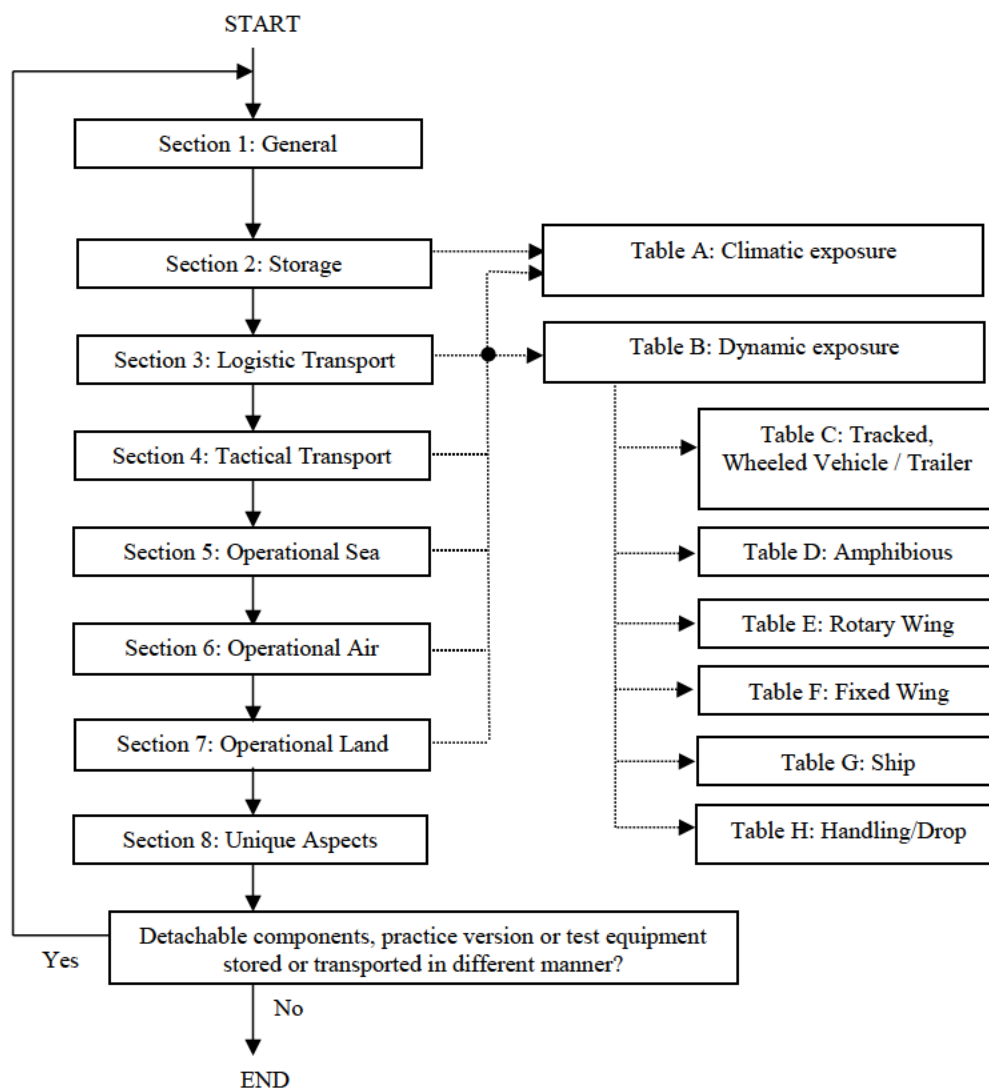 START
Section 1: General
Section 2: Storage
Table A: Climatic exposure
Section 3: Logistic Transport
Table B: Dynamic exposure
Section 4: Tactical Transport
Table C: Tracked,
Wheeled Vehicle / Trailer
Section 5: Operational Sea
Table D: Amphibious
Section 6: Operational Air
Table E: Rotary Wing
Table F: Fixed Wing
Section 7: Operational Land
Table G: Ship
Section 8: Unique Aspects
Table H: Handling/Drop
Detachable components, practice version or test equipment
stored or transported in different manner?
Yes
No
END